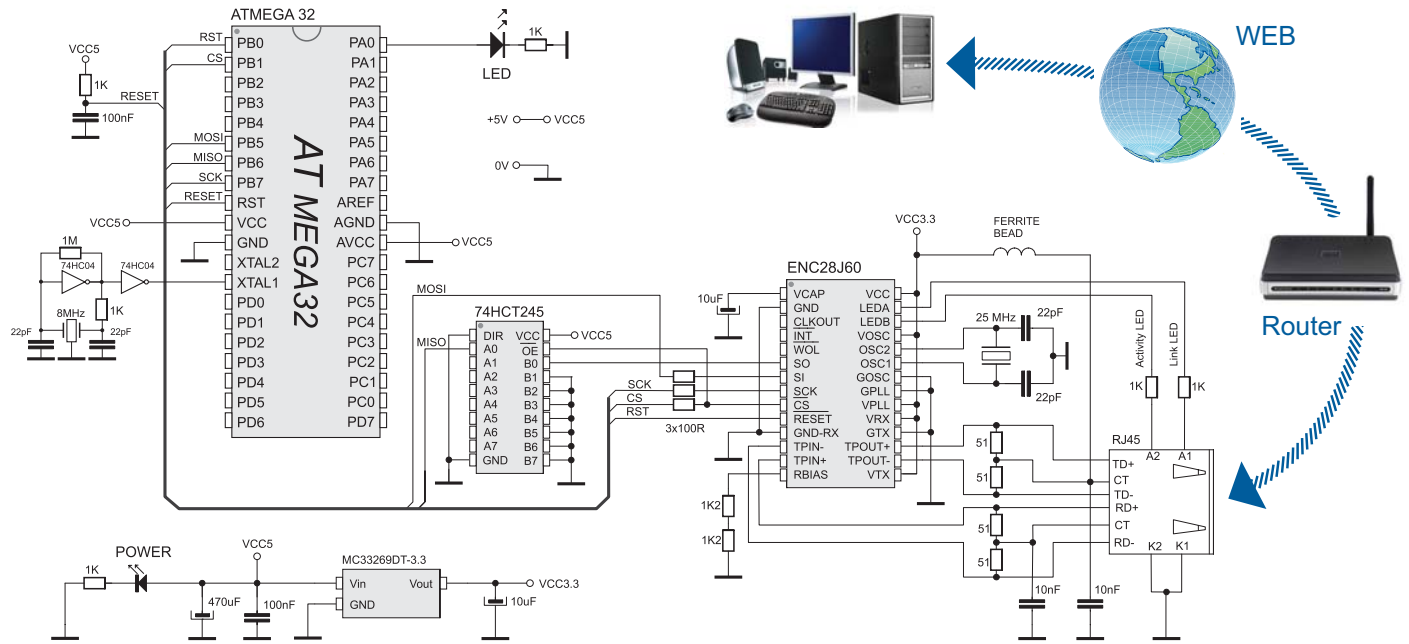 ATMEGA 32
VCC5
1K
RESET
100nF
RST
CS
MOSI
MISO
SCK
RESET
VCC5
PB0
PB1
PB2
PB3
PB4
PB5
PB6
PB7
RST
VCC
GND
XTAL2
XTAL1
PD0
PD1
PD2
PD3
PD4
PD5
PD6
AT MEGA32
PA0
PA1
PA2
PA3
PA4
PA5
PA6
PA7
AREF
AGND
AVCC
PC7
PC6
PC5
PC4
PC3
PC2
PC1
PC0
PD7
VCC5
LED
1K
+5V
VCC5
0V
1M
74HC04
74HC04
1K
8MHz
22pF
22pF
WEB
Router
MOSI
MISO
74HCT245
DIR
A0
A1
A2
A3
A4
A5
A6
A7
GND
VCC
OE
B0
B1
B2
B3
B4
B5
B6
B7
VCC5
SCK
CS
RST
3x100R
VCC3.3
FERRITE
BEAD
10uF
ENC28J60
VCAP
GND
CLKOUT
INT
WOL
SO
SI
SCK
CS
RESET
GND-RX
TPIN-
TPIN+
RBIAS
VCC
LEDA
LEDB
VOSC
OSC2
OSC1
GOSC
GPLL
VPLL
VRX
GTX
TPOUT+
TPOUT-
VTX
25 MHz
22pF
22pF
Activity LED
Link LED
1K
1K
1K2
1K2
51
51
51
51
RJ45
A2
A1
TD+
CT
TD-
RD+
CT
RD-
K2
K1
10nF
10nF
POWER
1K
VCC5
470uF
100nF
MC33269DT-3.3
Vin
Vout
GND
VCC3.3
10uF